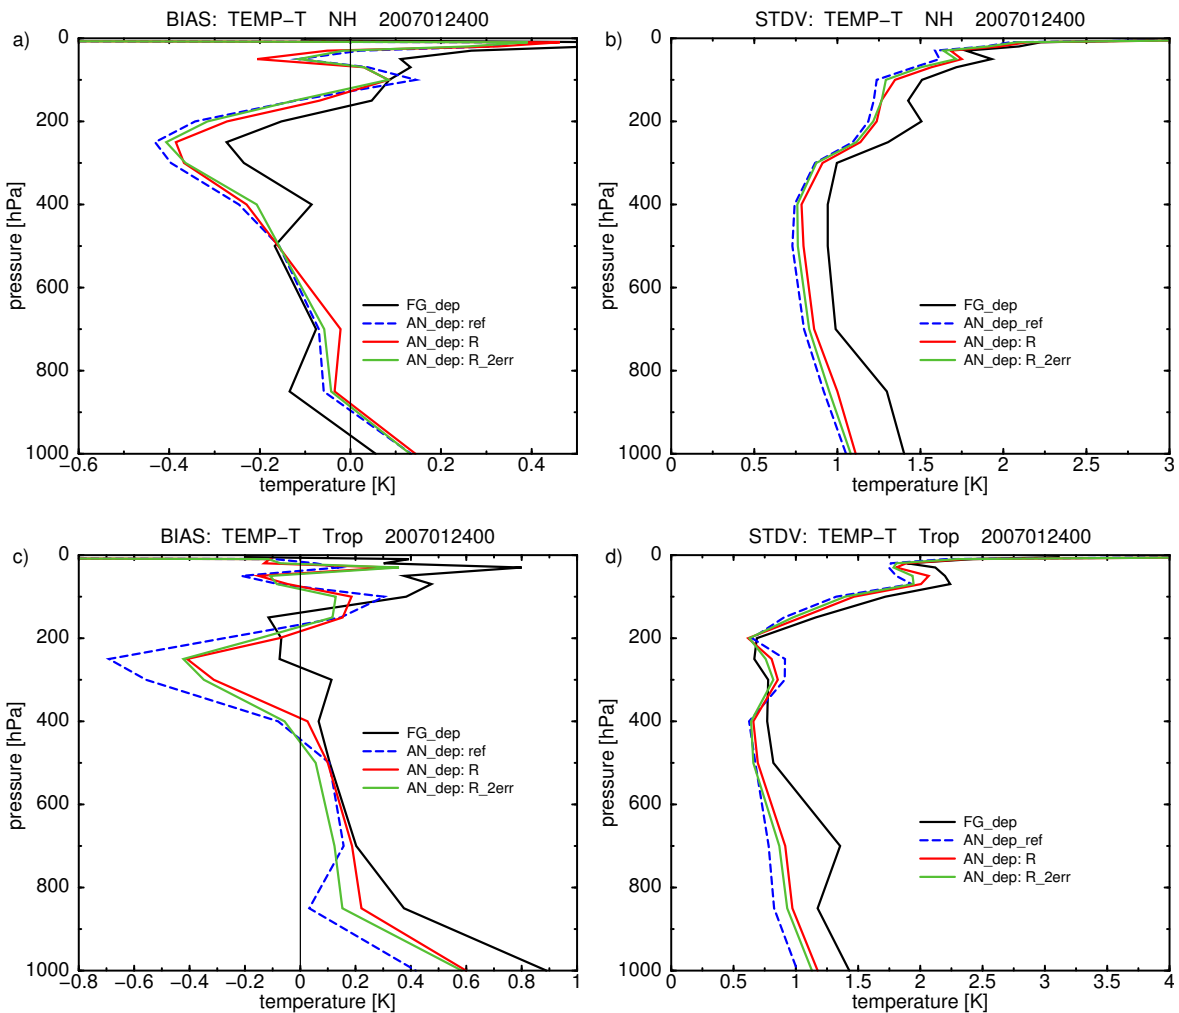 BIAS: TEMP−T NH 2007012400
a)
0
200
400
600
800
1000
pressure [hPa]
FG_dep
AN_dep: ref
AN_dep: R
AN_dep: R_2err
−0.6 −0.4 −0.2 0.0 0.2 0.4
temperature [K]
STDV: TEMP−T NH 2007012400
b)
0
200
400
600
800
1000
pressure [hPa]
FG_dep
AN_dep_ref
AN_dep: R
AN_dep: R_2err
0 0.5 1 1.5 2 2.5 3
temperature [K]
BIAS: TEMP−T Trop 2007012400
c)
0
200
400
600
800
1000
pressure [hPa]
FG_dep
AN_dep: ref
AN_dep: R
AN_dep: R_2err
−0.8 −0.6 −0.4 −0.2 0 0.2 0.4 0.6 0.8 1
temperature [K]
STDV: TEMP−T Trop 2007012400
d)
0
200
400
600
800
1000
pressure [hPa]
FG_dep
AN_dep_ref
AN_dep: R
AN_dep: R_2err
0 0.5 1 1.5 2 2.5 3 3.5 4
temperature [K]